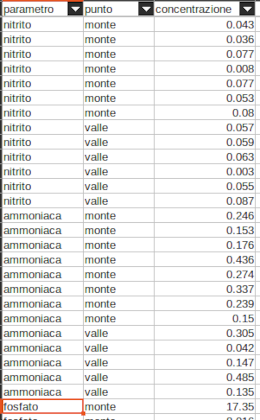 parametro punto concentrazione
nitrito monte 0.043
nitrito monte 0.036
nitrito monte 0.077
nitrito monte 0.008
nitrito monte 0.077
nitrito monte 0.053
nitrito monte 0.08
nitrito valle 0.057
nitrito valle 0.059
nitrito valle 0.063
nitrito valle 0.003
nitrito valle 0.055
nitrito valle 0.087
ammoniaca monte 0.246
ammoniaca monte 0.153
ammoniaca monte 0.176
ammoniaca monte 0.436
ammoniaca monte 0.274
ammoniaca monte 0.337
ammoniaca monte 0.239
ammoniaca monte 0.15
ammoniaca valle 0.305
ammoniaca valle 0.042
ammoniaca valle 0.147
ammoniaca valle 0.485
ammoniaca valle 0.135
fosfato monte 17.35